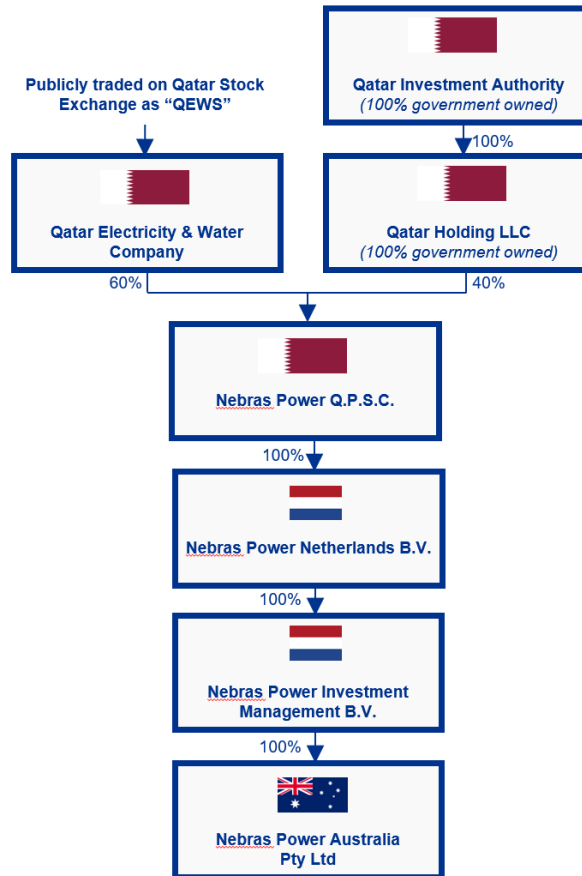 Publicly traded on Qatar Stock
Exchange as “QEWS”
Qatar Investment Authority
(100% government owned)
100%
Qatar Electricity & Water
Company
Qatar Holding LLC
(100% government owned)
60%
40%
Nebras Power Q.P.S.C.
100%
Nebras Power Netherlands B.V.
100%
Nebras Power Investment
Management B.V.
100%
Nebras Power Australia
Pty Ltd